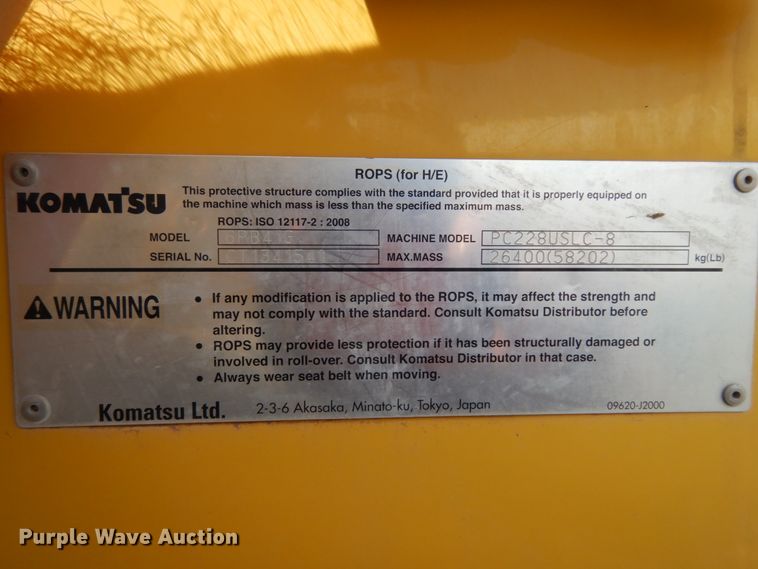 ROPS (for H/E)
KOMATSU
This protective structure complies with the standard provided that it is properly equipped on
the machine which mass is less than the specified maximum mass.
ROPS: ISO 12117-2 : 2008
MODEL MACHINE MODEL PC228USLC-8
SERIAL No. MAX.MASS 26400(58202) kg(Lb)
WARNING
• If any modification is applied to the ROPS, it may affect the strength and
may not comply with the standard. Consult Komatsu Distributor before
altering.
• ROPS may provide less protection if it has been structurally damaged or
involved in roll-over. Consult Komatsu Distributor in that case.
• Always wear seat belt when moving.
Komatsu Ltd. 2-3-6 Akasaka, Minato-ku, Tokyo, Japan 09620-J2000
Purple Wave Auction